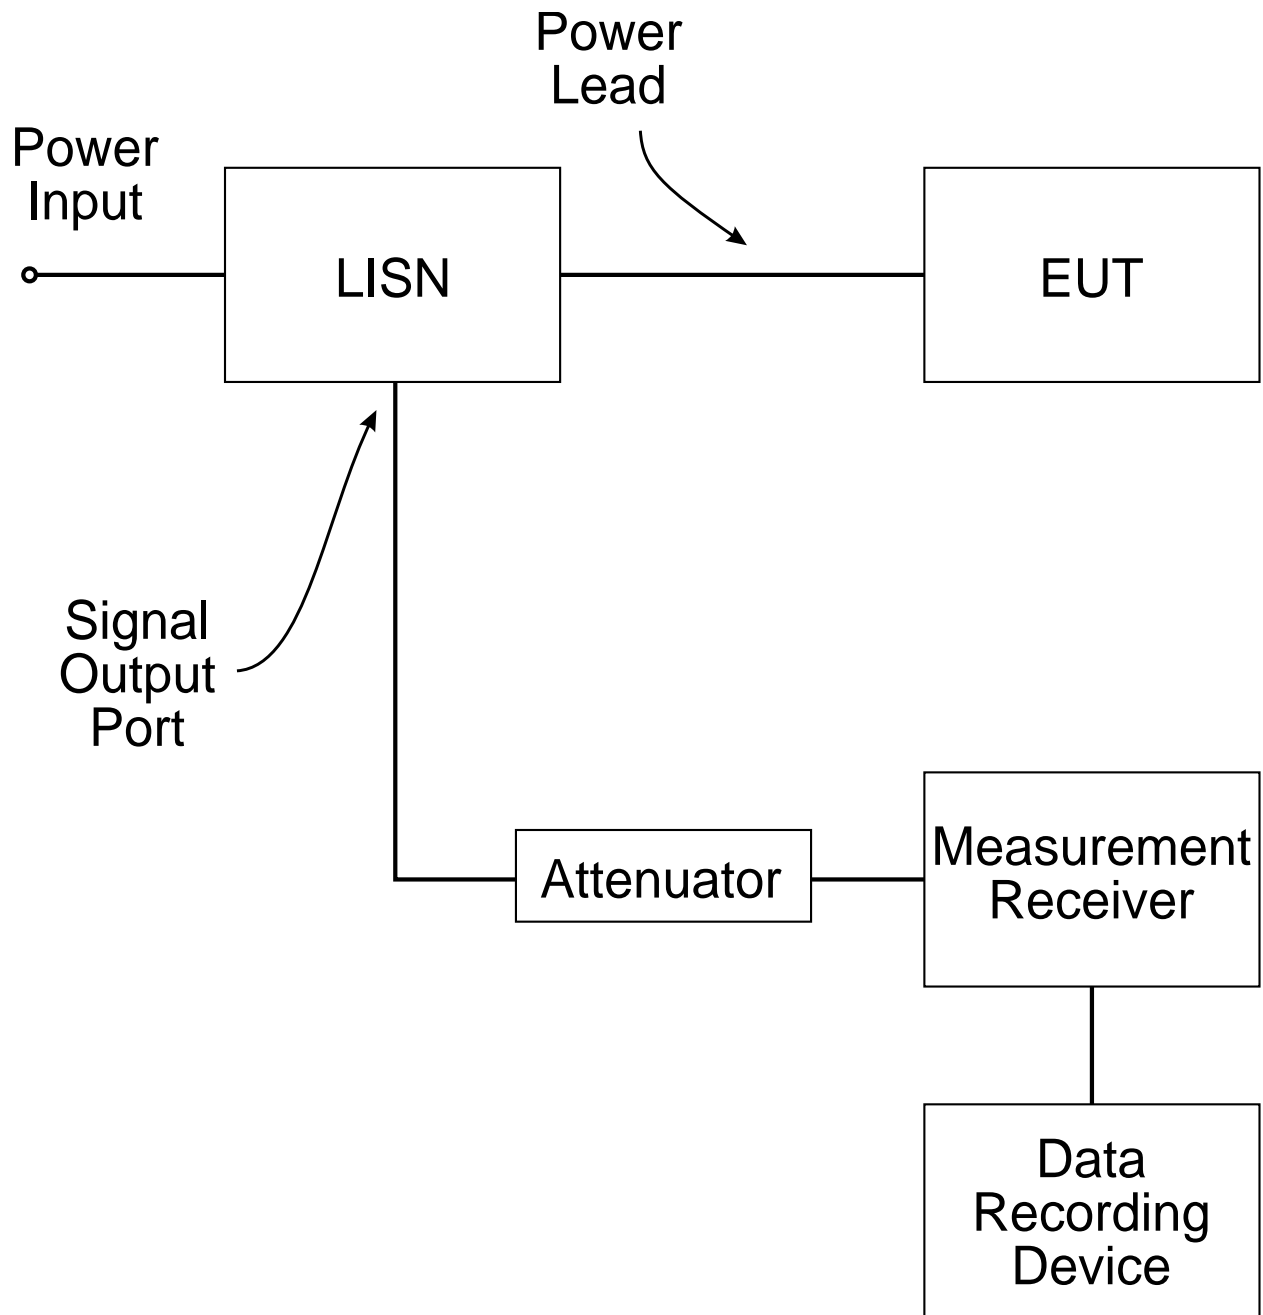 Power
Lead
Power
Input
LISN
EUT
Signal
Output
Port
Attenuator
Measurement
Receiver
Data
Recording
Device